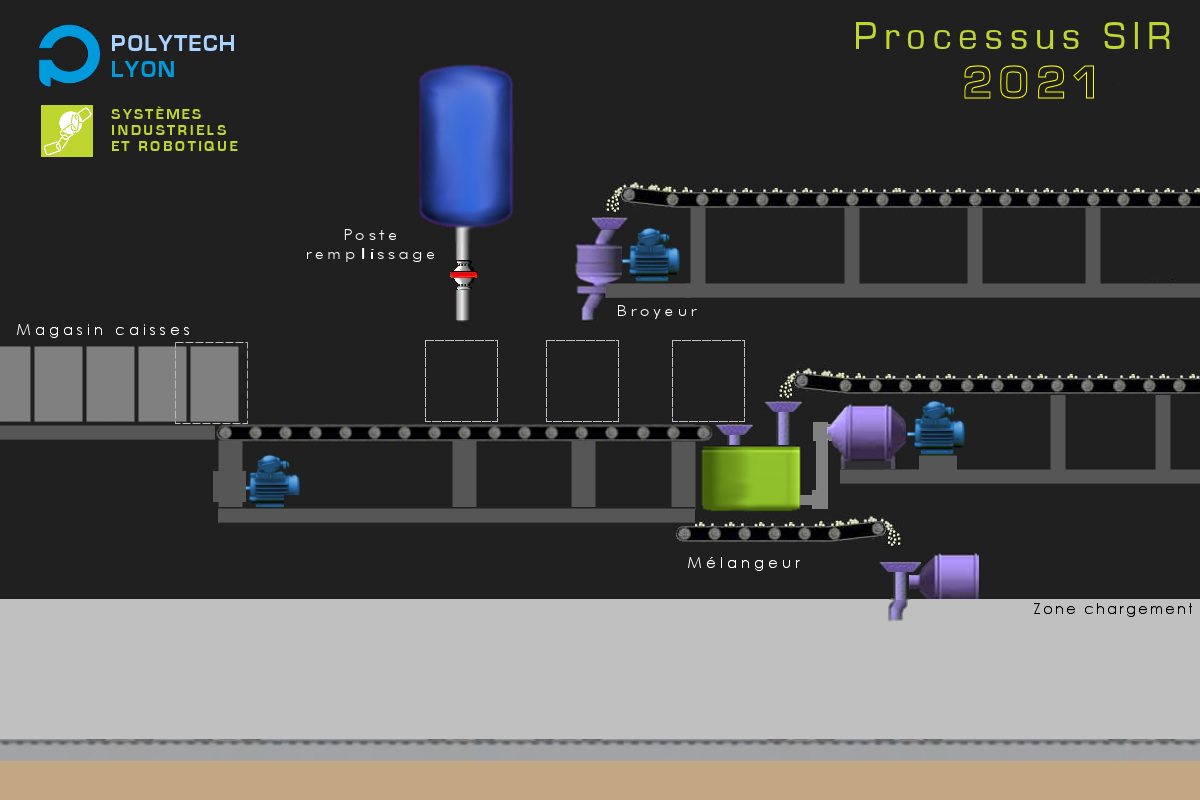 POLYTECH
LYON
SYSTÈMES
INDUSTRIELS
ET ROBOTIQUE
Processus SIR
2021
Poste
remplissage
Broyeur
Magasin caisses
Mélangeur
Zone chargement